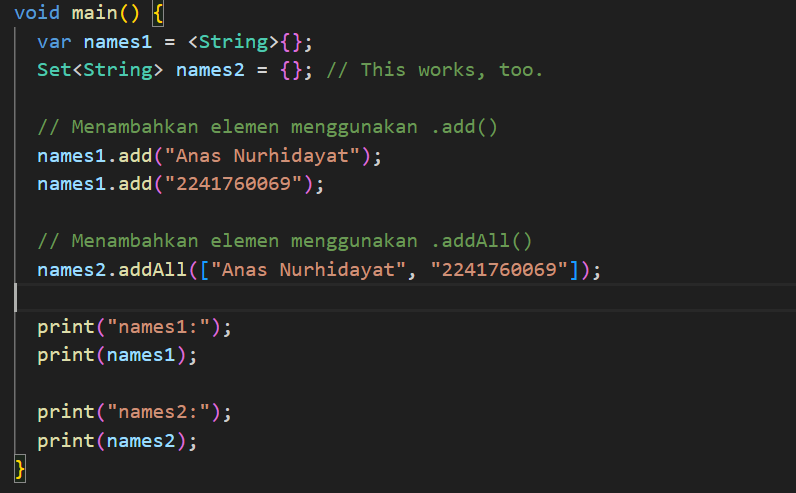 void main() {
  var names1 = <String>{};
  Set<String> names2 = {}; // This works, too.
  // Menambahkan elemen menggunakan .add()
  names1.add("Anas Nurhidayat");
  names1.add("2241760069");
  // Menambahkan elemen menggunakan .addAll()
  names2.addAll(["Anas Nurhidayat", "2241760069"]);
  print("names1:");
  print(names1);
  print("names2:");
  print(names2);
}